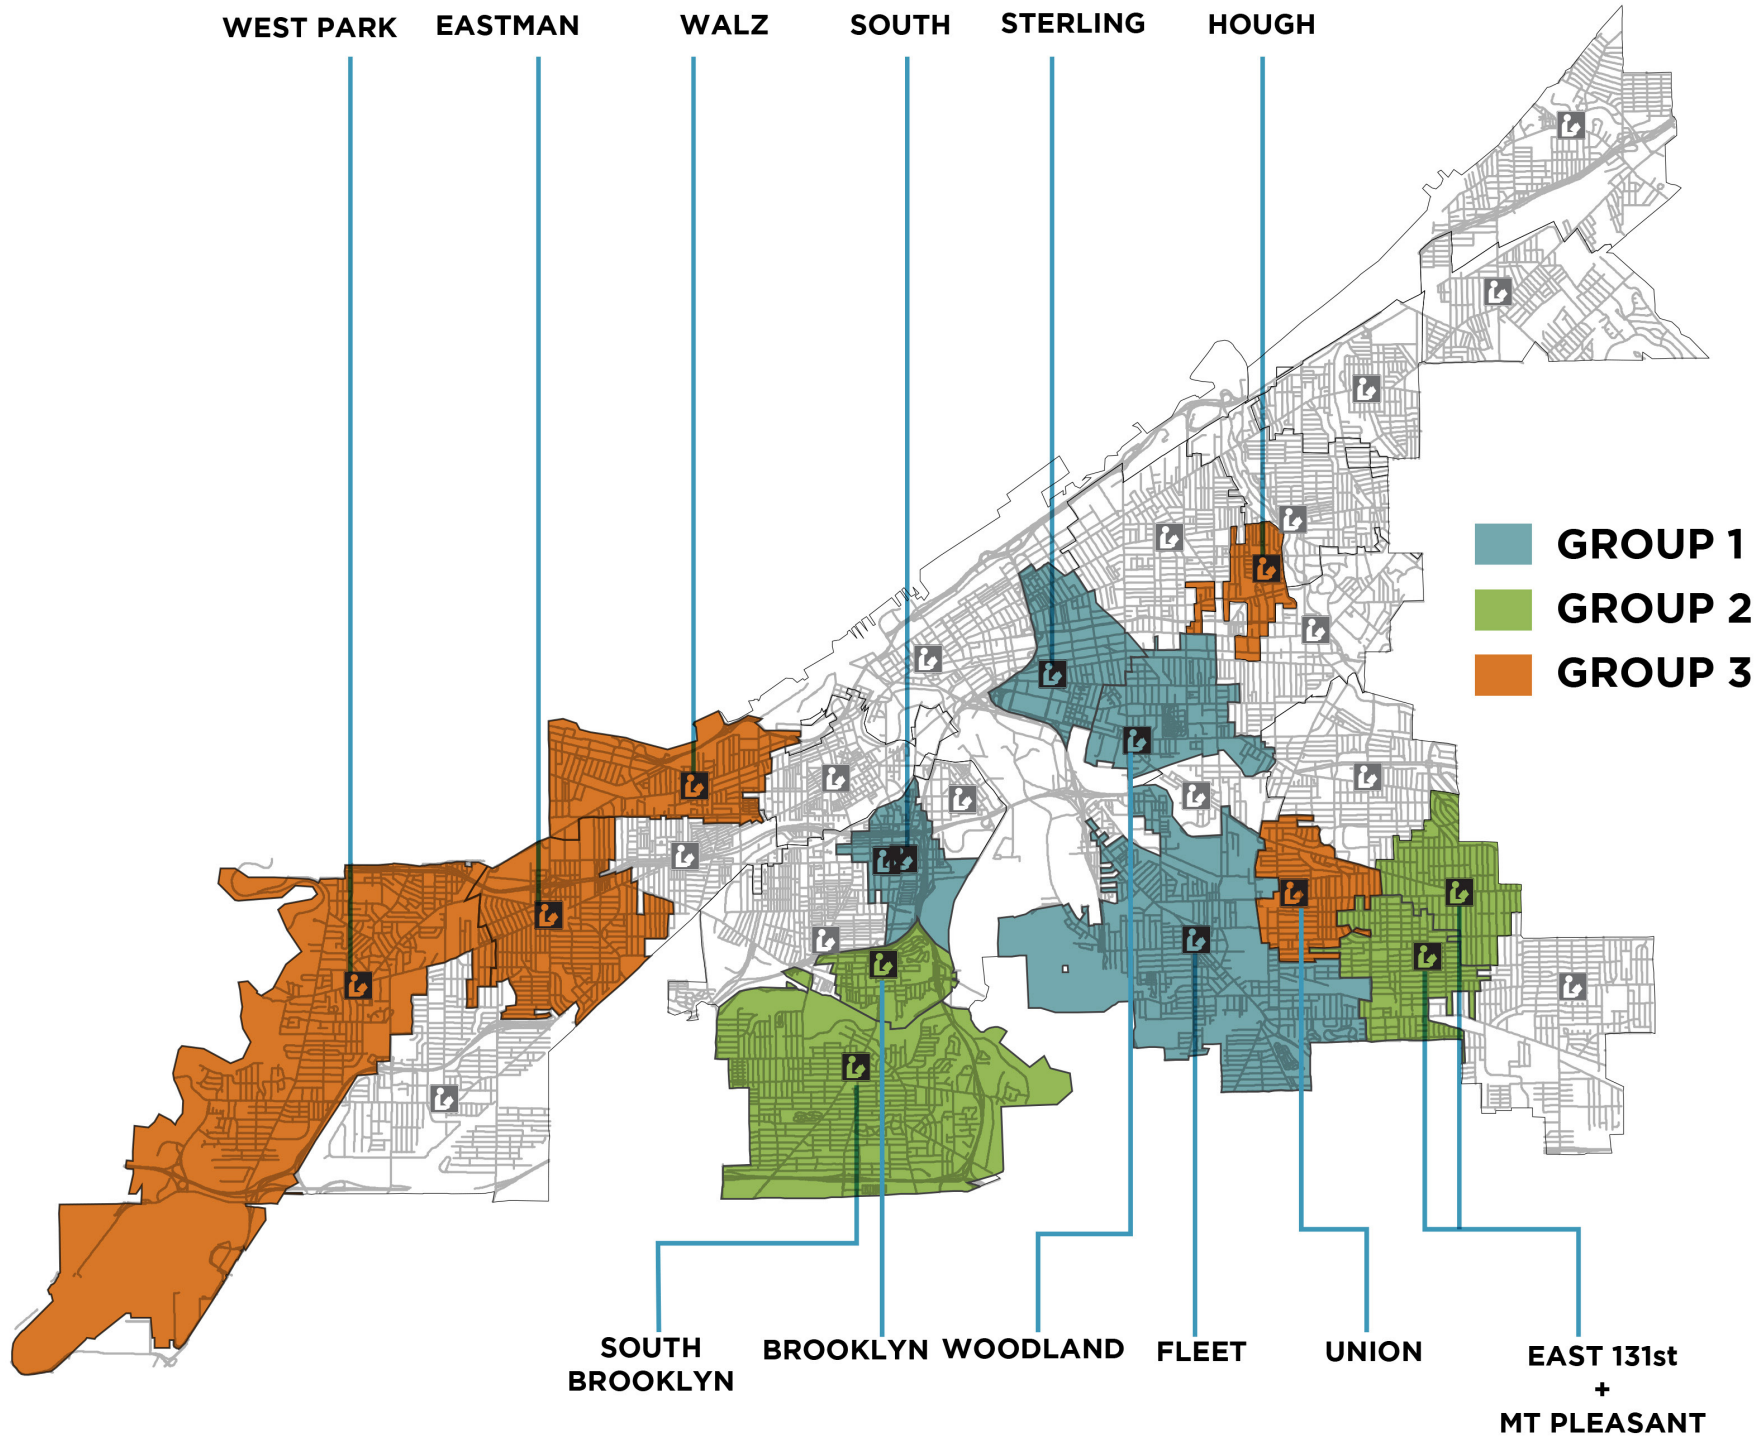 WEST PARK
EASTMAN
WALZ
SOUTH
STERLING
HOUGH
GROUP 1
GROUP 2
GROUP 3
SOUTH
BROOKLYN
BROOKLYN
WOODLAND
FLEET
UNION
EAST 131st
+
MT PLEASANT